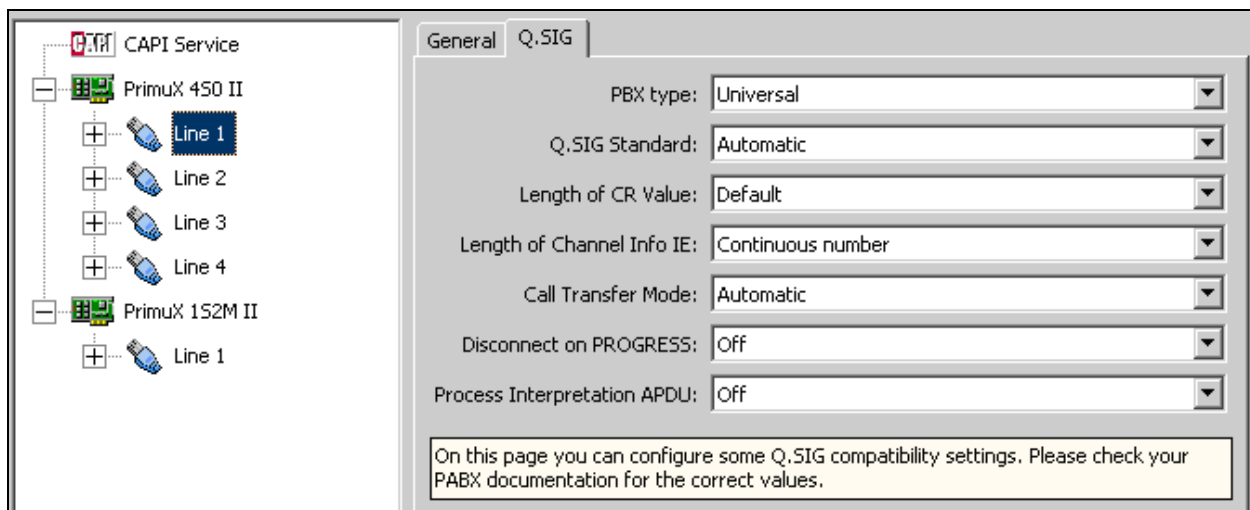 CAPI CAPI Service
PrimuX 4S0 II
Line 1
Line 2
Line 3
Line 4
PrimuX 1S2M II
Line 1
General Q.SIG
PBX type: Universal
Q.SIG Standard: Automatic
Length of CR Value: Default
Length of Channel Info IE: Continuous number
Call Transfer Mode: Automatic
Disconnect on PROGRESS: Off
Process Interpretation APDU: Off
On this page you can configure some Q.SIG compatibility settings. Please check your
PABX documentation for the correct values.